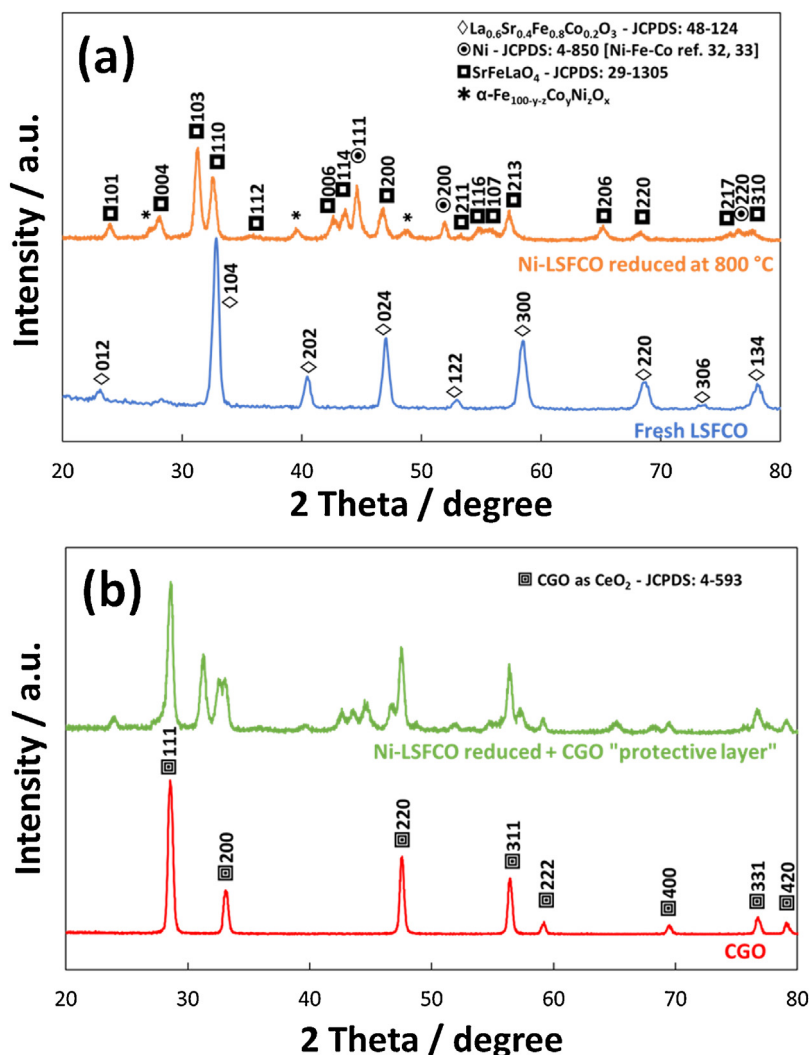 (a)
◇ La0.6Sr0.4Fe0.8Co0.2O3 - JCPDS: 48-124
Ni - JCPDS: 4-850 [Ni-Fe-Co ref. 32, 33]
SrFeLaO4 - JCPDS: 29-1305
* α-Fe100-y-zCoyNizOx
Intensity / a.u.
101
*
004
103
110
112
*
006
114
111
200
*
200
211
116
107
213
206
220
217
220
310
Ni-LSFCO reduced at 800 °C
012
104
202
024
122
300
220
306
134
Fresh LSFCO
20 30 40 50 60 70 80
2 Theta / degree
(b)
CGO as CeO2 - JCPDS: 4-593
Intensity / a.u.
Ni-LSFCO reduced + CGO "protective layer"
111
200
220
311
222
400
331
420
CGO
20 30 40 50 60 70 80
2 Theta / degree